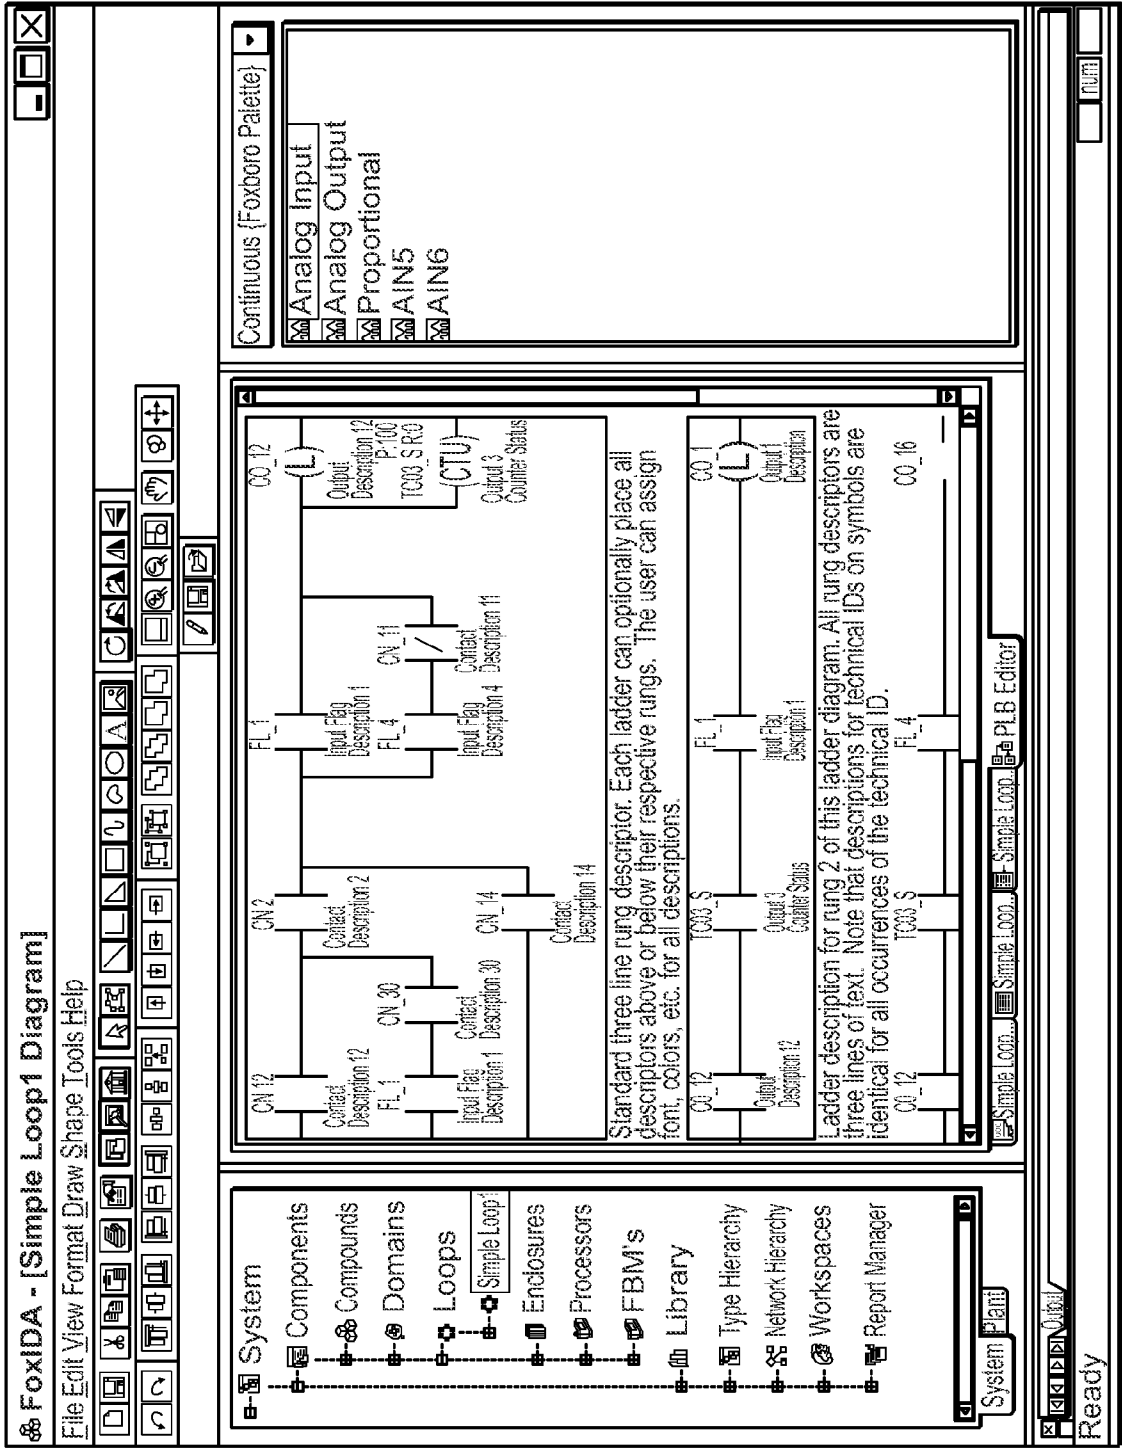 FoxIDA - [Simple Loop1 Diagram]
File Edit View Format Draw Shape Tools Help
System
Components
Compounds
Domains
Loops
Simple Loop1
Enclosures
Processors
FBM's
Library
Type Hierarchy
Network Hierarchy
Workspaces
Report Manager
System
Plant
CN 12
Contact
Description 12
FL_1
Input Flag
Description 1
CN_30
Contact
Description 30
CN 2
Contact
Description 2
CN_14
Contact
Description 14
FL_1
Input Flag
Description 1
FL_4
Input Flag
Description 4
CN_11
Contact
Description 11
CO_12
(L)
Output
Description 12
P:100
TC03_S R:0
(CTU)
Output 3
Counter Status
Standard three line rung descriptor. Each ladder can optionally place all
descriptors above or below their respective rungs. The user can assign
font, colors, etc. for all descriptions.
C0_12
Output
Description 12
TC03_S
Output 3
Counter Status
FL_1
Input Flag
Description 1
CO 1
(L)
Output 1
Description
Ladder description for rung 2 of this ladder diagram. All rung descriptors are
three lines of text. Note that descriptions for technical IDs on symbols are
identical for all occurrences of the technical ID.
C0_12
TC03_S
FL_4
CO_16
Simple Loop...
Simple Loop...
Simple Loop...
PLB Editor
Continuous {Foxboro Palette}
Analog Input
Analog Output
Proportional
AIN5
AIN6
Output
Ready
num